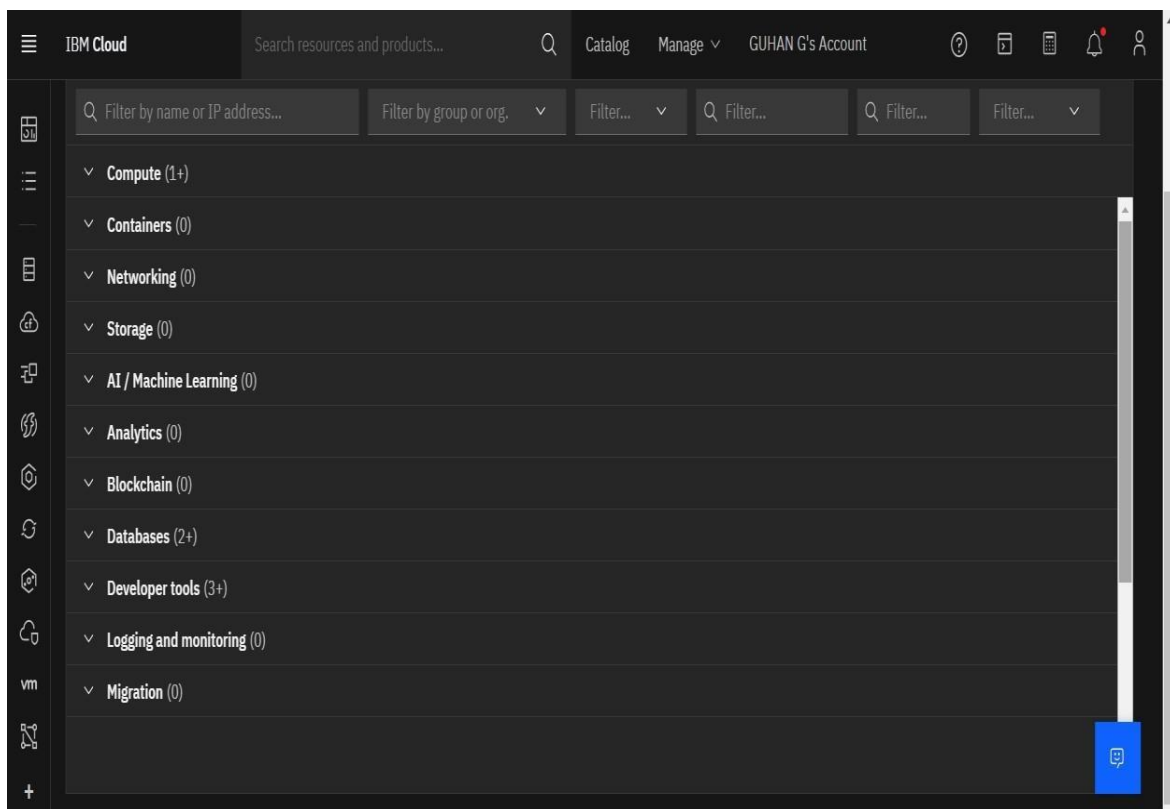 IBM Cloud Search resources and products... Catalog Manage GUHAN G's Account
Filter by name or IP address... Filter by group or org. Filter... Filter... Filter... Filter...
Compute (1+)
Containers (0)
Networking (0)
Storage (0)
AI / Machine Learning (0)
Analytics (0)
Blockchain (0)
Databases (2+)
Developer tools (3+)
Logging and monitoring (0)
Migration (0)
cf
vm